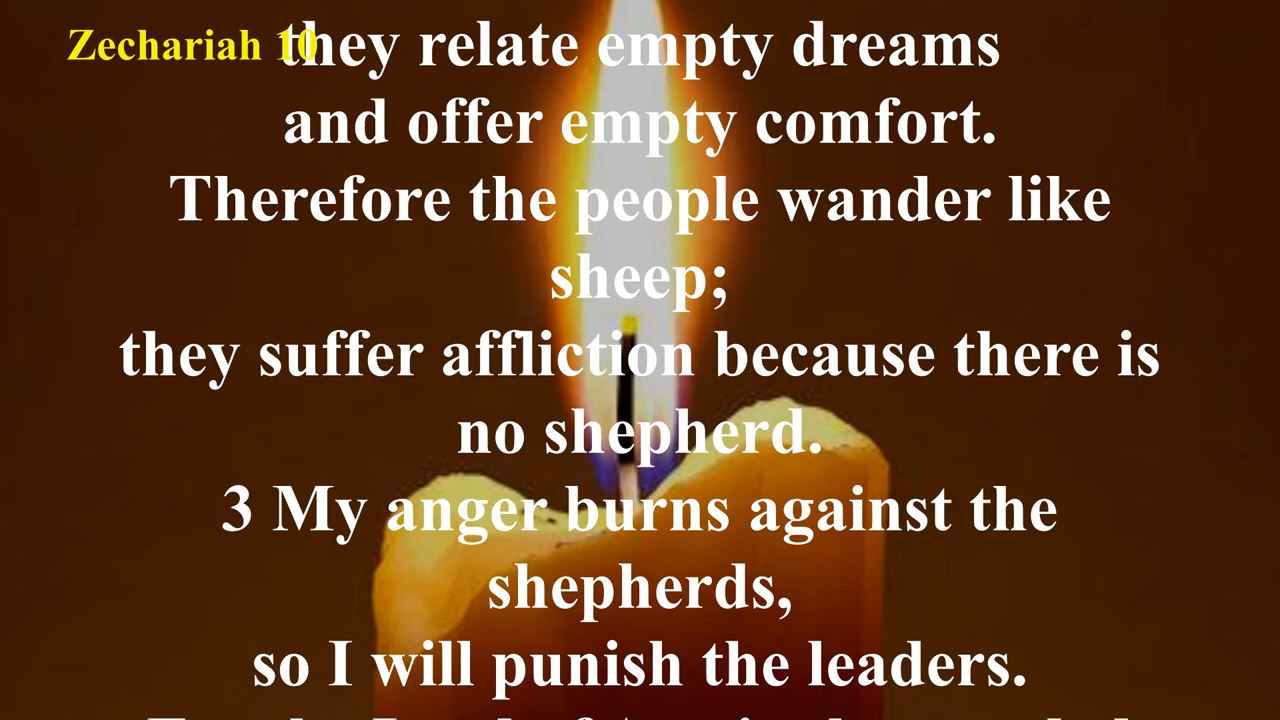 Zechariah 10
they relate empty dreams
and offer empty comfort.
Therefore the people wander like
sheep;
they suffer affliction because there is
no shepherd.
3 My anger burns against the
shepherds,
so I will punish the leaders.